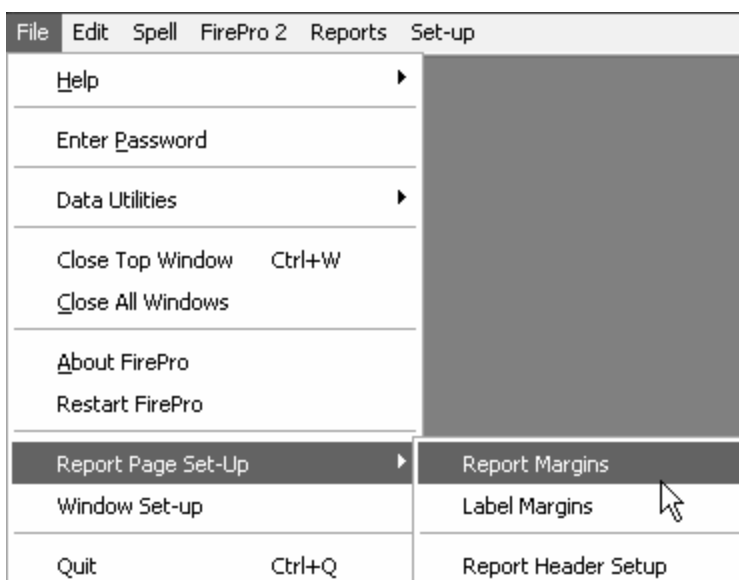 File Edit Spell FirePro 2 Reports Set-up
Help
Enter Password
Data Utilities
Close Top Window Ctrl+W
Close All Windows
About FirePro
Restart FirePro
Report Page Set-Up
Report Margins
Window Set-up
Label Margins
Quit Ctrl+Q
Report Header Setup